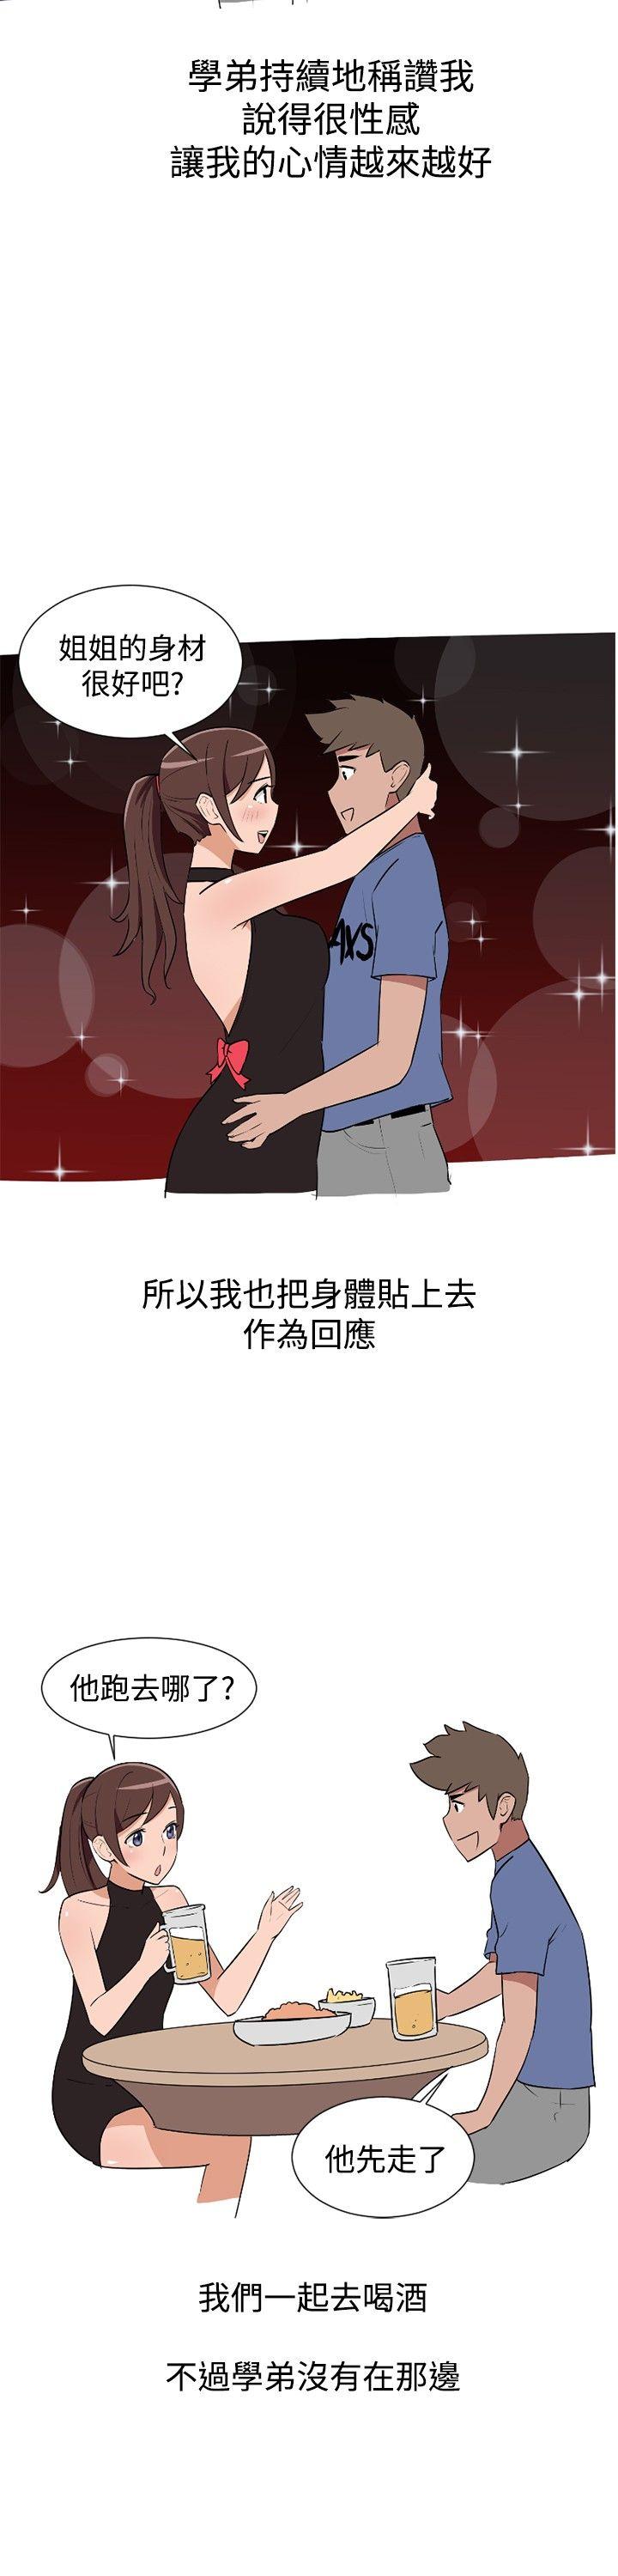 學弟持續地稱讚我
說得很性感
讓我的心情越來越好
姐姐的身材
很好吧?
AXS
所以我也把身體貼上去
作為回應
他跑去哪了?
他先走了
我們一起去喝酒
不過學弟沒有在那邊